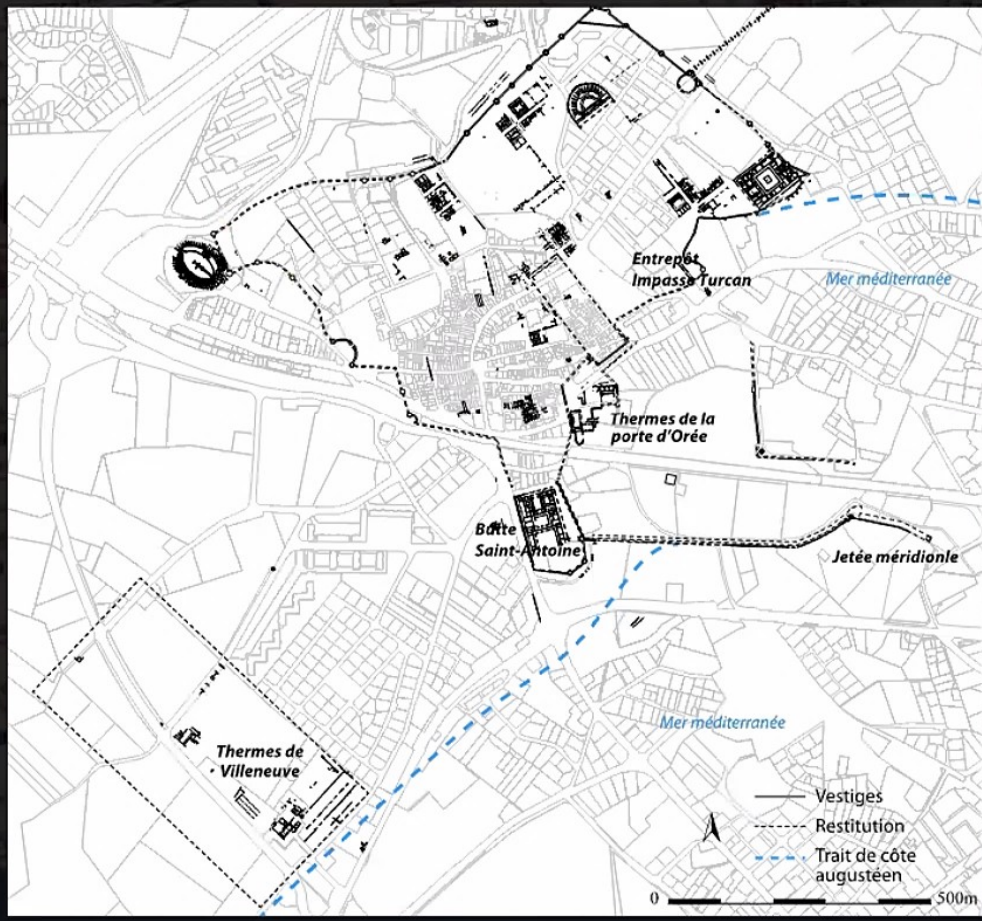 Entrepôt
Impasse Turcan
Mer méditerranée
Thermes de la
porte d'Orée
Butte
Saint-Antoine
Jetée méridionle
Mer méditerranée
Thermes de
Villeneuve
Vestiges
Restitution
Trait de côte
augustéen
0 500m